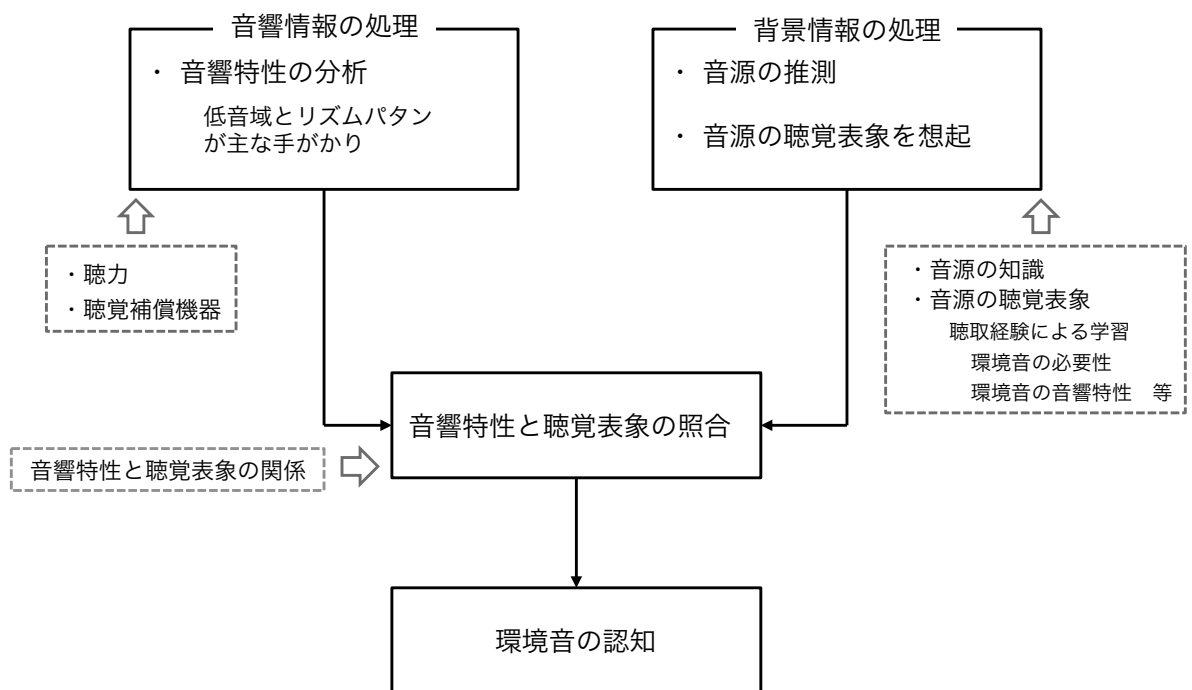 音響情報の処理
・ 音響特性の分析
低音域とリズムパタン
が主な手がかり
背景情報の処理
・ 音源の推測
・ 音源の聴覚表象を想起
・聴力
・聴覚補償機器
・音源の知識
・音源の聴覚表象
聴取経験による学習
環境音の必要性
環境音の音響特性　等
音響特性と聴覚表象の照合
音響特性と聴覚表象の関係
環境音の認知